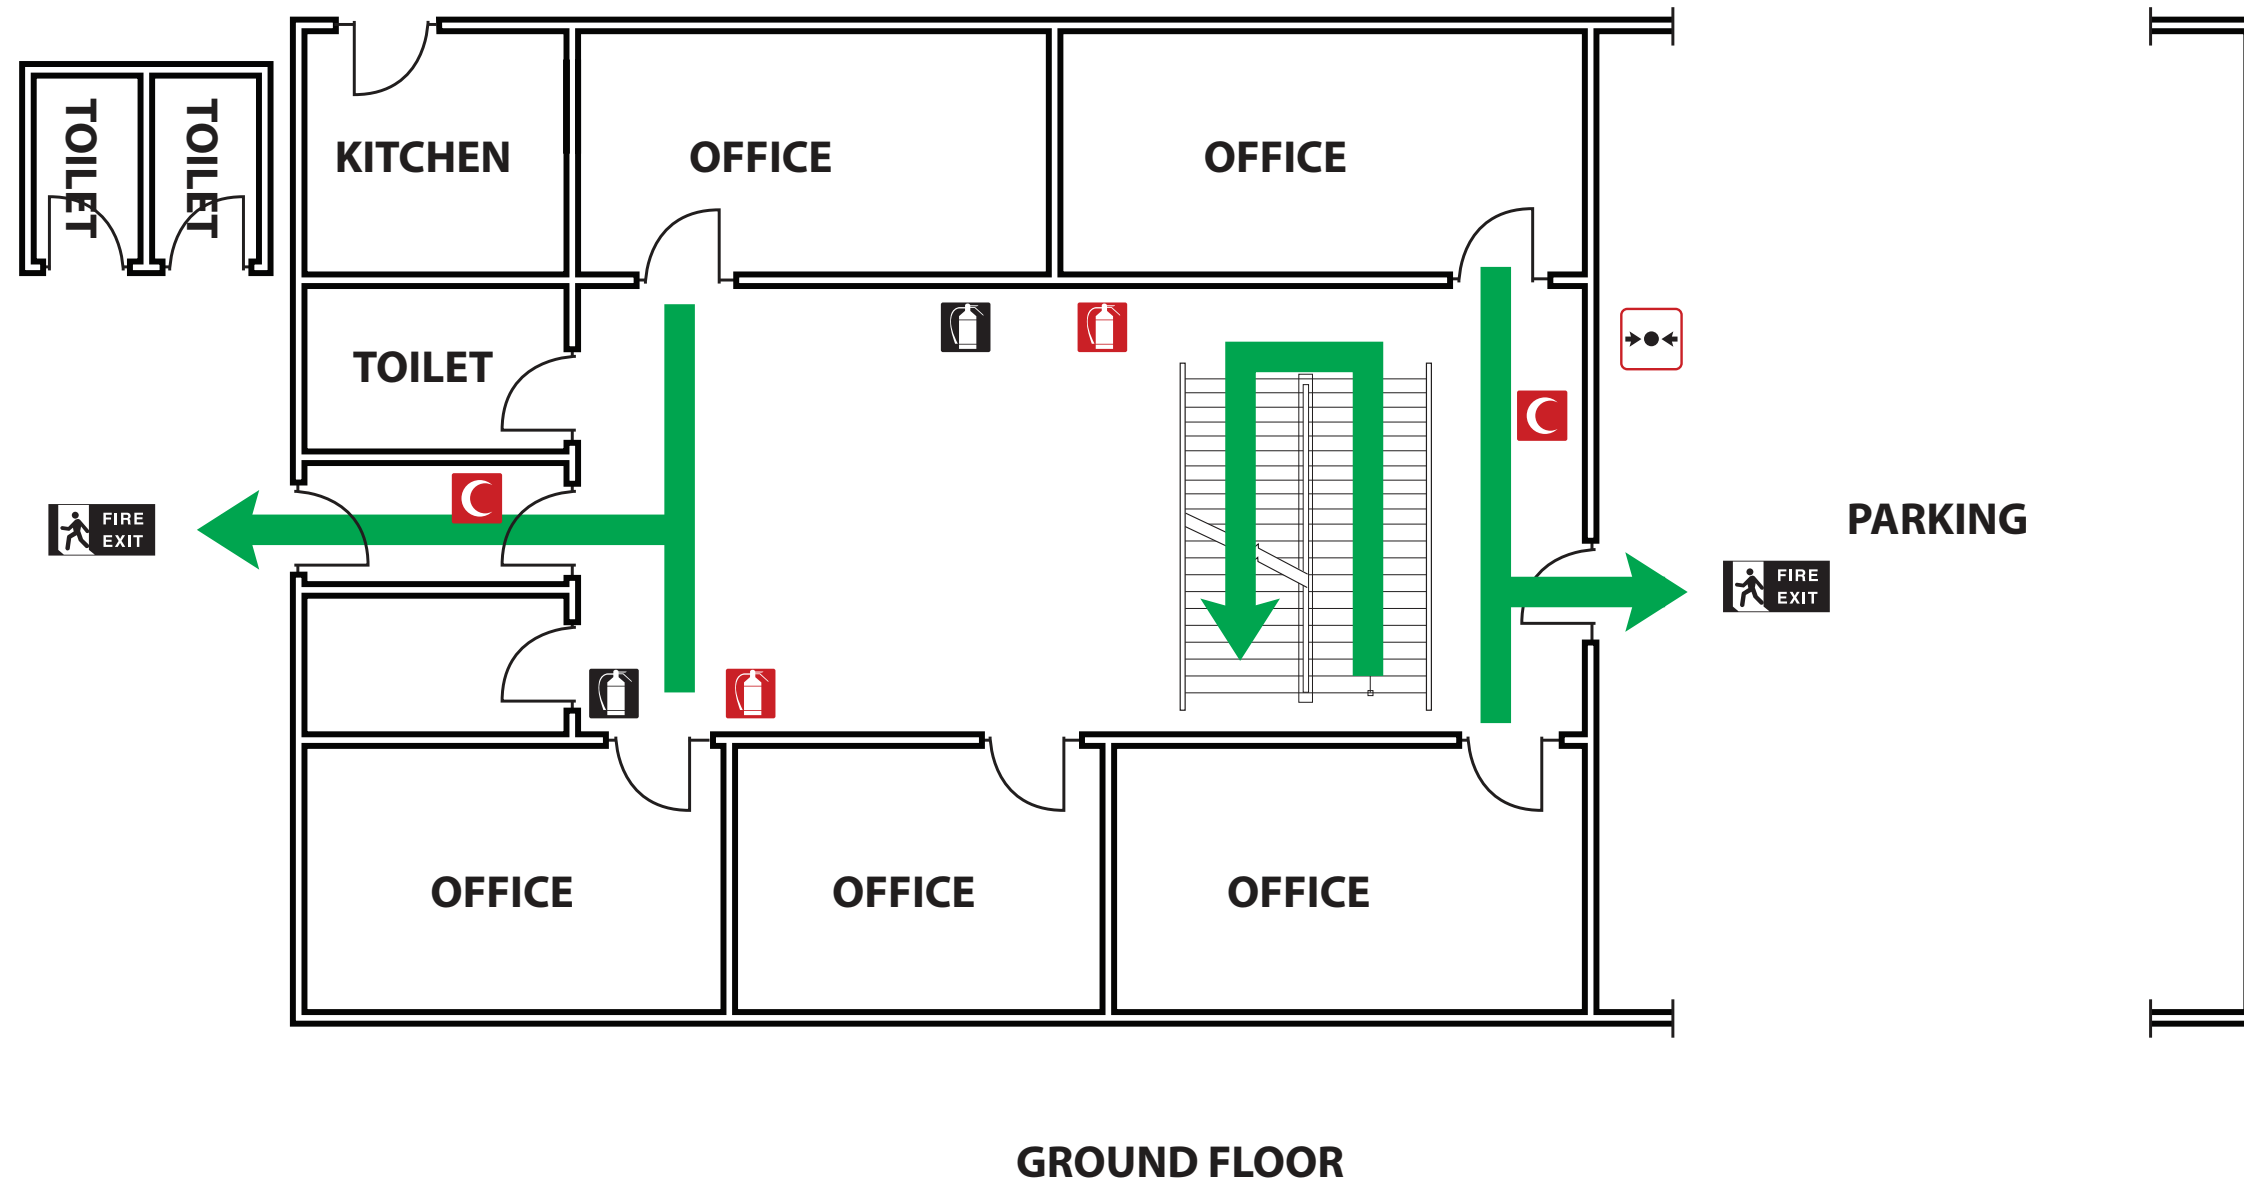 TOILET
TOILET
KITCHEN
OFFICE
OFFICE
TOILET
FIRE
EXIT
PARKING
FIRE
EXIT
OFFICE
OFFICE
OFFICE
GROUND FLOOR